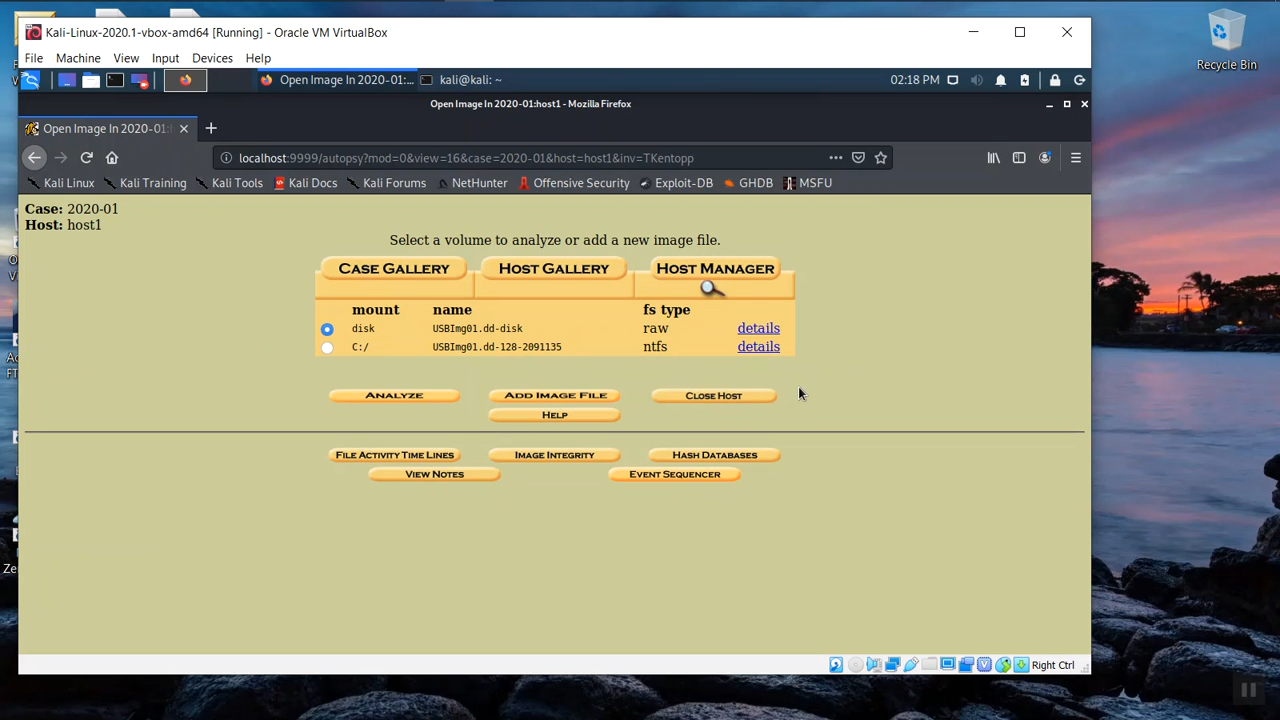 Kali-Linux-2020.1-vbox-amd64 [Running] - Oracle VM VirtualBox
File Machine View Input Devices Help
Open Image In 2020-01:... kali@kali: ~ 02:18 PM
Open Image In 2020-01:host1 - Mozilla Firefox
Open Image In 2020-01:
localhost:9999/autopsy?mod=0&view=16&case=2020-01&host=host1&inv=TKentopp
Kali Linux Kali Training Kali Tools Kali Docs Kali Forums NetHunter Offensive Security Exploit-DB GHDB MSFU
Case: 2020-01
Host: host1
Select a volume to analyze or add a new image file.
CASE GALLERY HOST GALLERY HOST MANAGER
mount name fs type
disk USBImg01.dd-disk raw details
C:/ USBImg01.dd-128-2091135 ntfs details
ANALYZE ADD IMAGE FILE CLOSE HOST
HELP
FILE ACTIVITY TIME LINES IMAGE INTEGRITY HASH DATABASES
VIEW NOTES EVENT SEQUENCER
Right Ctrl
Recycle Bin